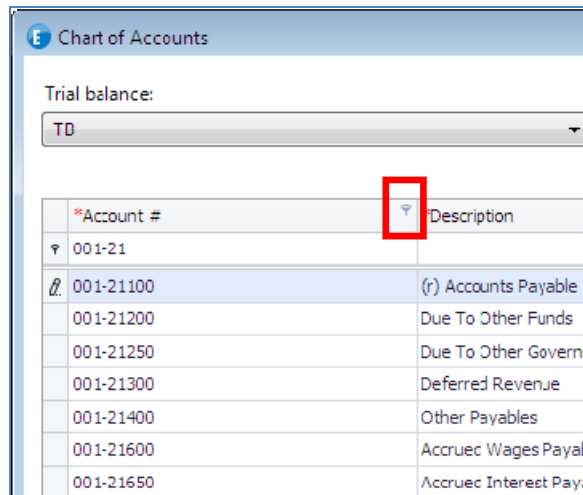 E Chart of Accounts
Trial balance:
TB
*Account # *Description
001-21
001-21100 (r) Accounts Payable
001-21200 Due To Other Funds
001-21250 Due To Other Govern
001-21300 Deferred Revenue
001-21400 Other Payables
001-21600 Accrued Wages Payal
001-21650 Accrued Interest Pay